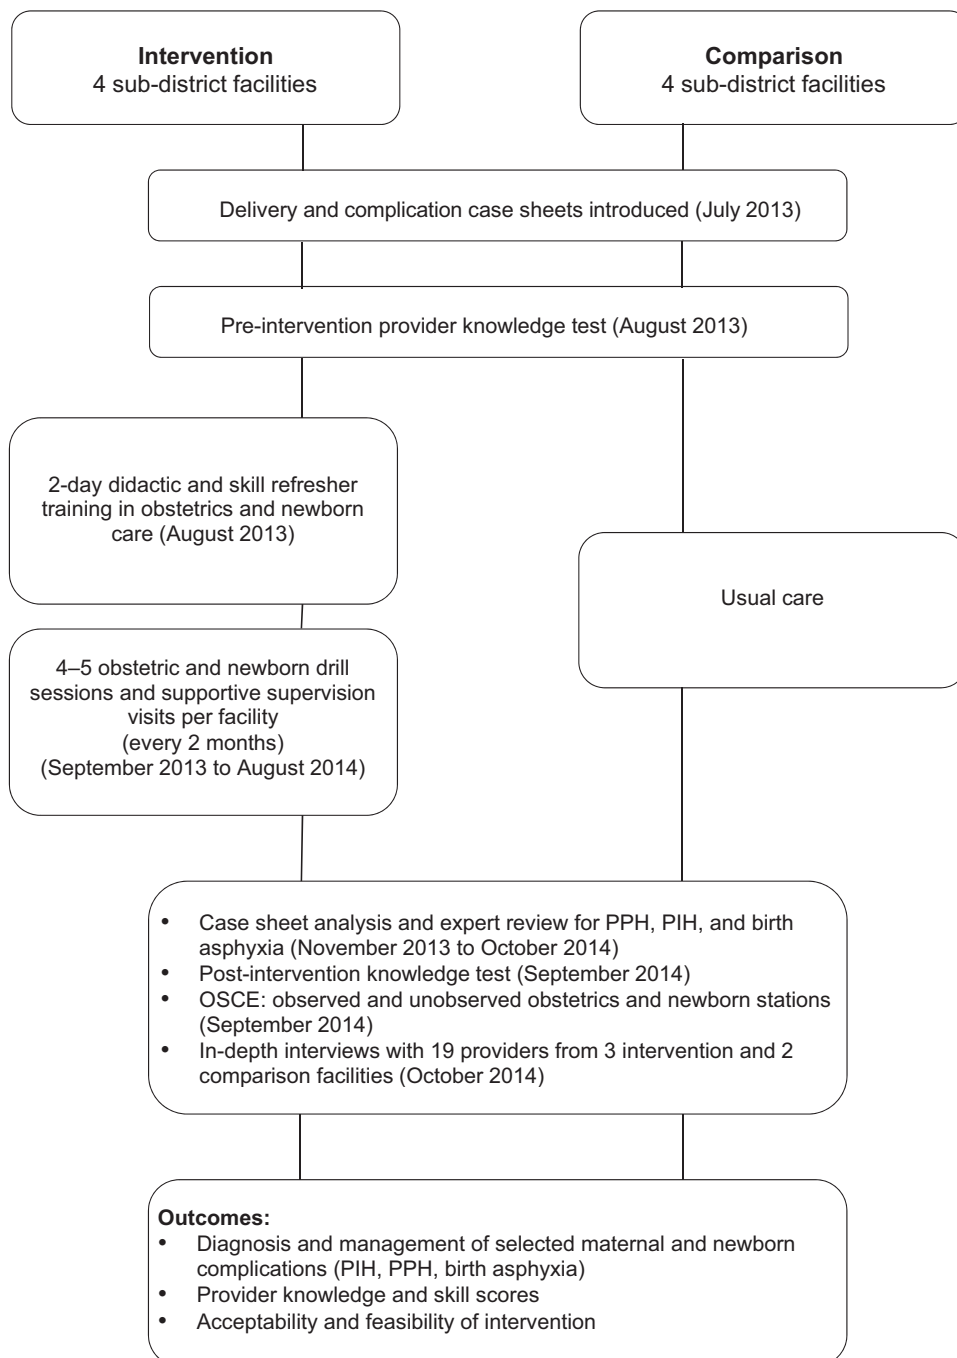 Intervention
4 sub-district facilities
Comparison
4 sub-district facilities
Delivery and complication case sheets introduced (July 2013)
Pre-intervention provider knowledge test (August 2013)
2-day didactic and skill refresher
training in obstetrics and newborn
care (August 2013)
Usual care
4–5 obstetric and newborn drill
sessions and supportive supervision
visits per facility
(every 2 months)
(September 2013 to August 2014)
• Case sheet analysis and expert review for PPH, PIH, and birth
asphyxia (November 2013 to October 2014)
• Post-intervention knowledge test (September 2014)
• OSCE: observed and unobserved obstetrics and newborn stations
(September 2014)
• In-depth interviews with 19 providers from 3 intervention and 2
comparison facilities (October 2014)
Outcomes:
• Diagnosis and management of selected maternal and newborn
complications (PIH, PPH, birth asphyxia)
• Provider knowledge and skill scores
• Acceptability and feasibility of intervention